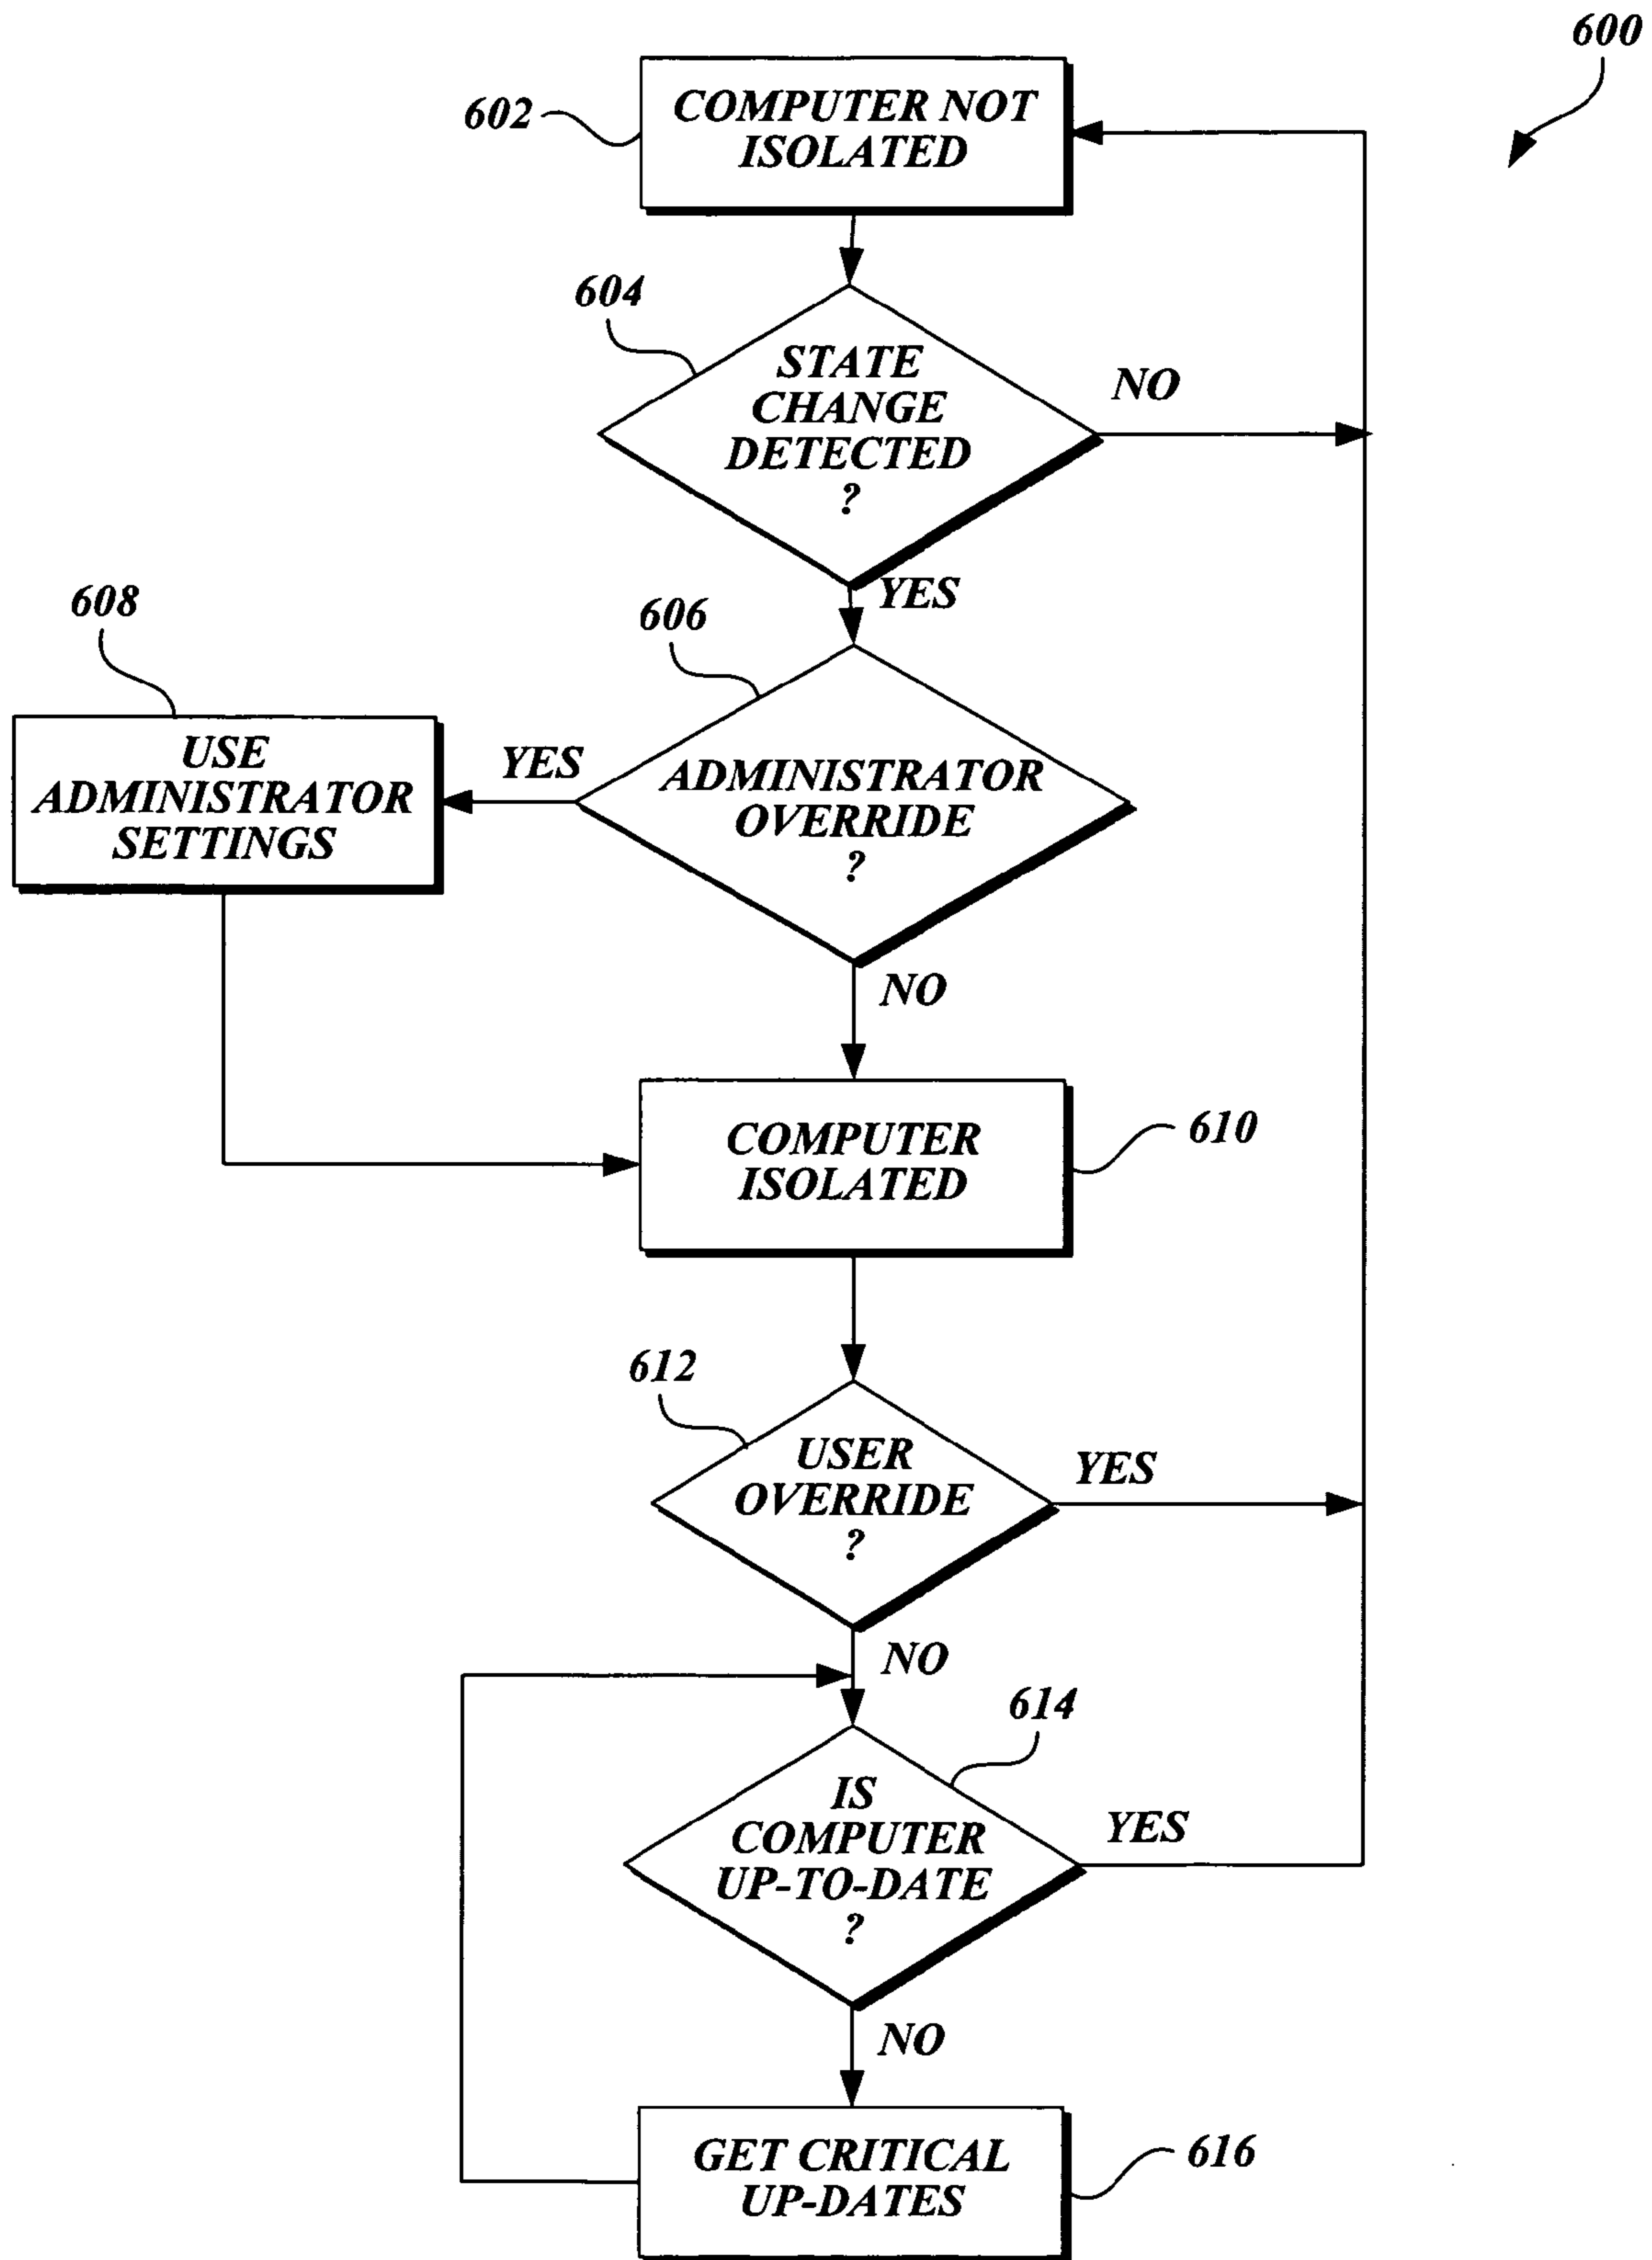 600
602
COMPUTER NOT
ISOLATED
604
STATE
CHANGE
DETECTED
?
NO
YES
608
606
USE
ADMINISTRATOR
SETTINGS
YES
ADMINISTRATOR
OVERRIDE
?
NO
COMPUTER
ISOLATED
610
612
USER
OVERRIDE
?
YES
NO
614
IS
COMPUTER
UP-TO-DATE
?
YES
NO
GET CRITICAL
UP-DATES
616